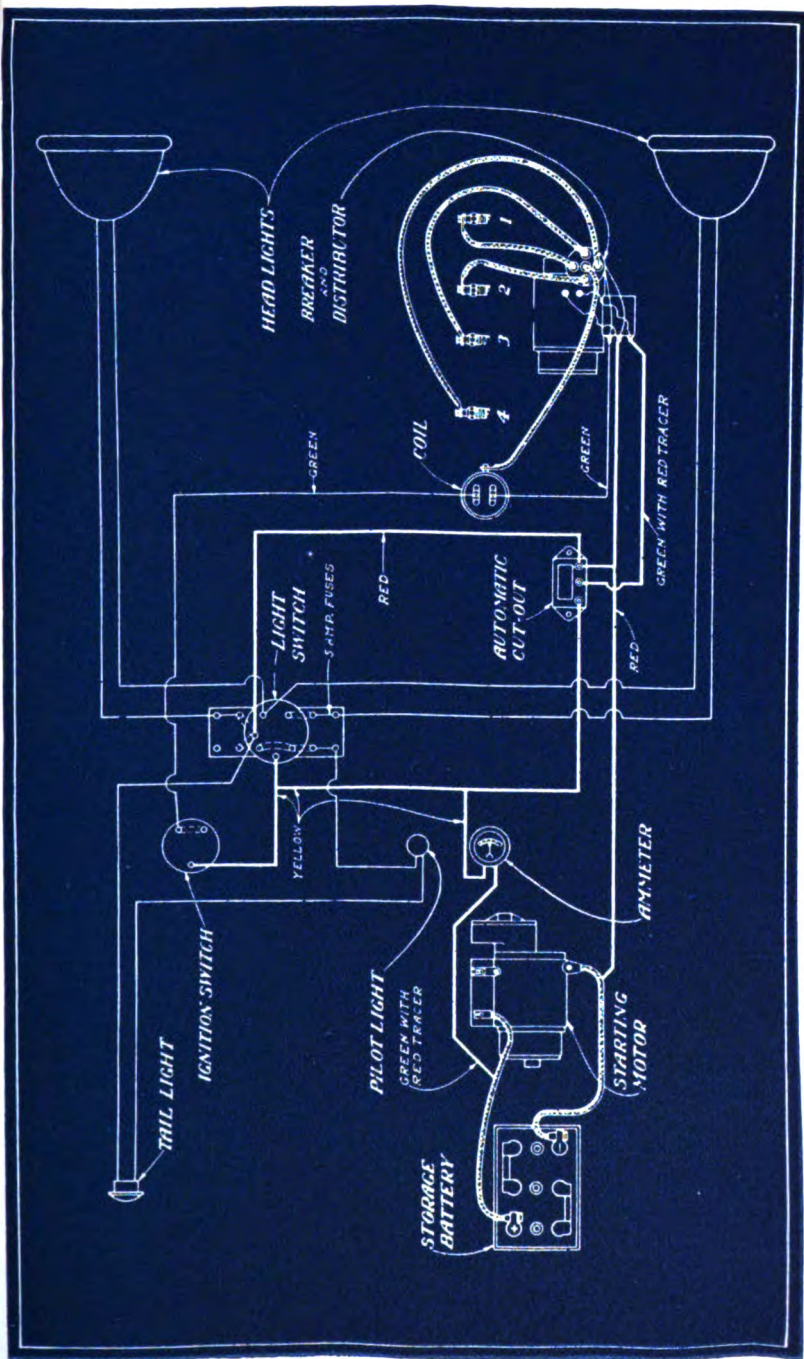 HEAD LIGHTS
BREAKER
AND
DISTRIBUTOR
1
2
3
4
COIL
GREEN
GREEN
GREEN WITH RED TRACER
RED
RED
LIGHT
SWITCH
5 AMP. FUSES
AUTOMATIC
CUT-OUT
IGNITION SWITCH
YELLOW
TAIL LIGHT
PILOT LIGHT
GREEN WITH
RED TRACER
AMMETER
STARTING
MOTOR
STORAGE
BATTERY
+
-